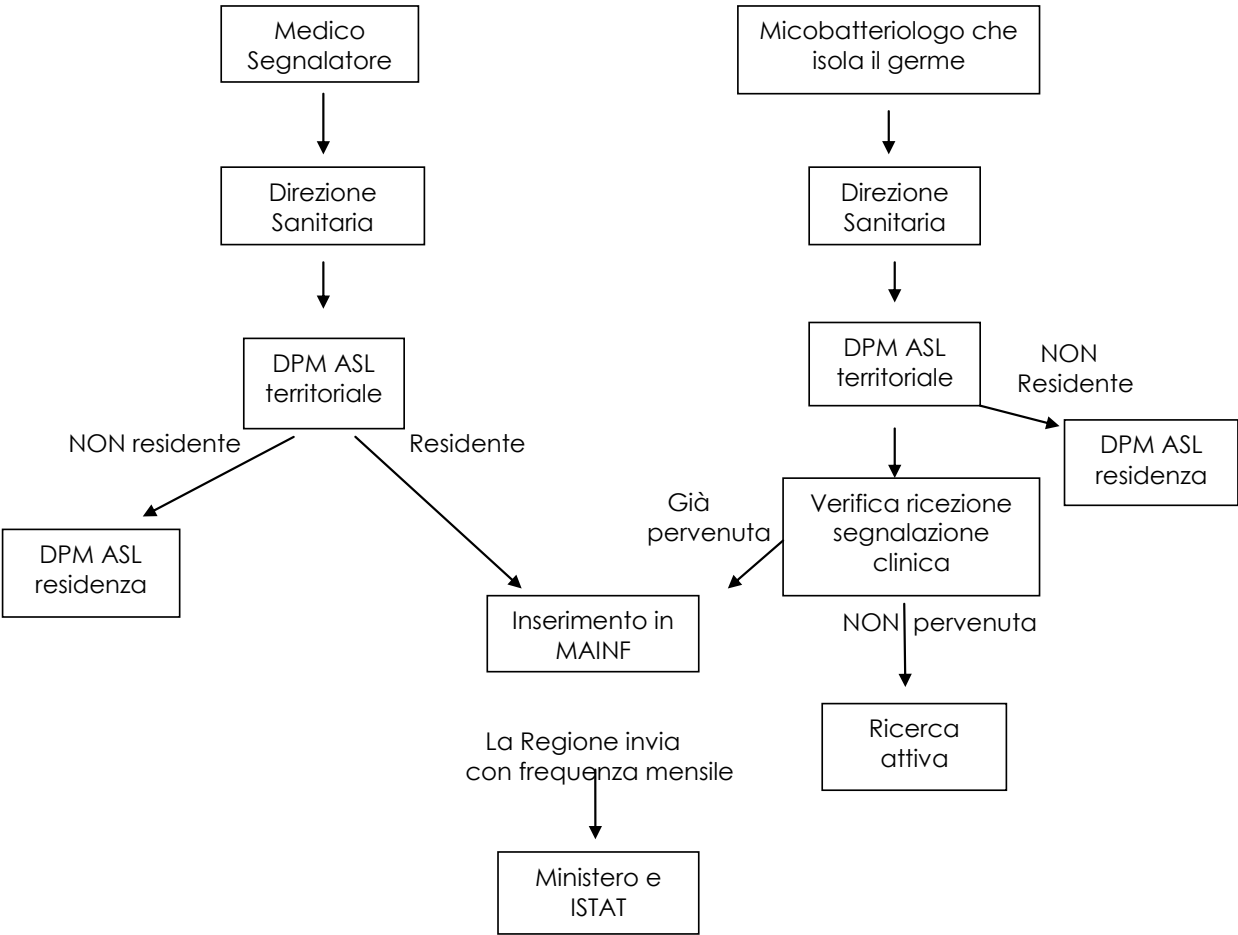 Medico
Segnalatore
Micobatteriologo che
isola il germe
Direzione
Sanitaria
Direzione
Sanitaria
DPM ASL
territoriale
DPM ASL
territoriale
NON
Residente
NON residente
Residente
DPM ASL
residenza
Già
pervenuta
Verifica ricezione
segnalazione
clinica
DPM ASL
residenza
Inserimento in
MAINF
NON pervenuta
Ricerca
attiva
La Regione invia
con frequenza mensile
Ministero e
ISTAT